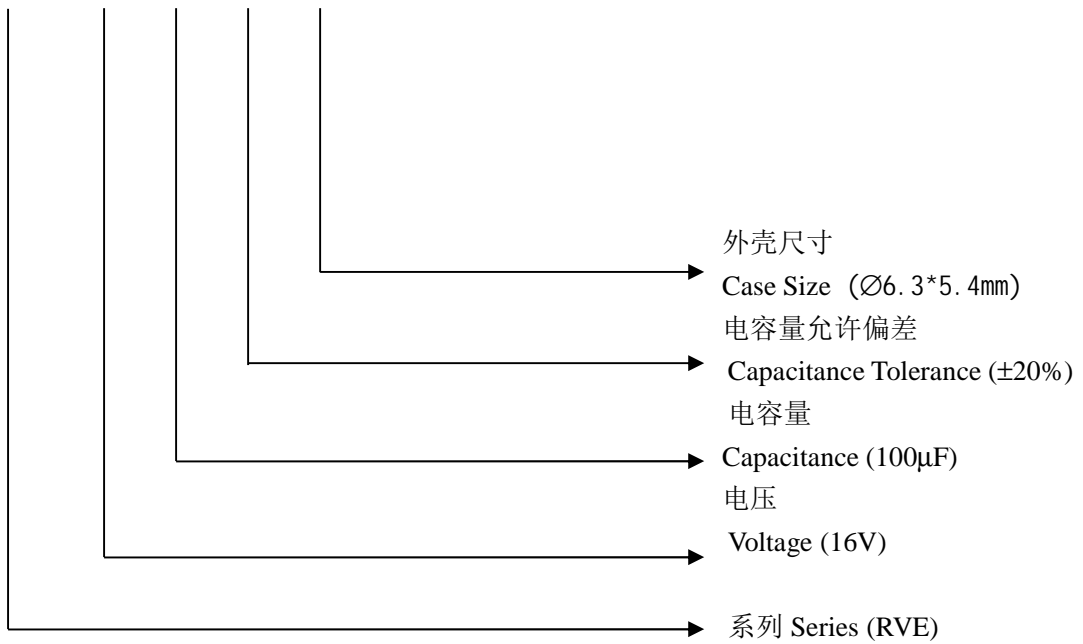 外壳尺寸
Case Size (∅6.3*5.4mm)
电容量允许偏差
Capacitance Tolerance (±20%)
电容量
Capacitance (100μF)
电压
Voltage (16V)
系列 Series (RVE)